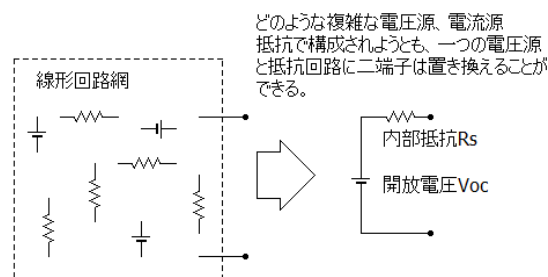 どのような複雑な電圧源、電流源
抵抗で構成されようとも、一つの電圧源
と抵抗回路に二端子は置き換えることが
できる。
線形回路網
内部抵抗Rs
開放電圧Voc